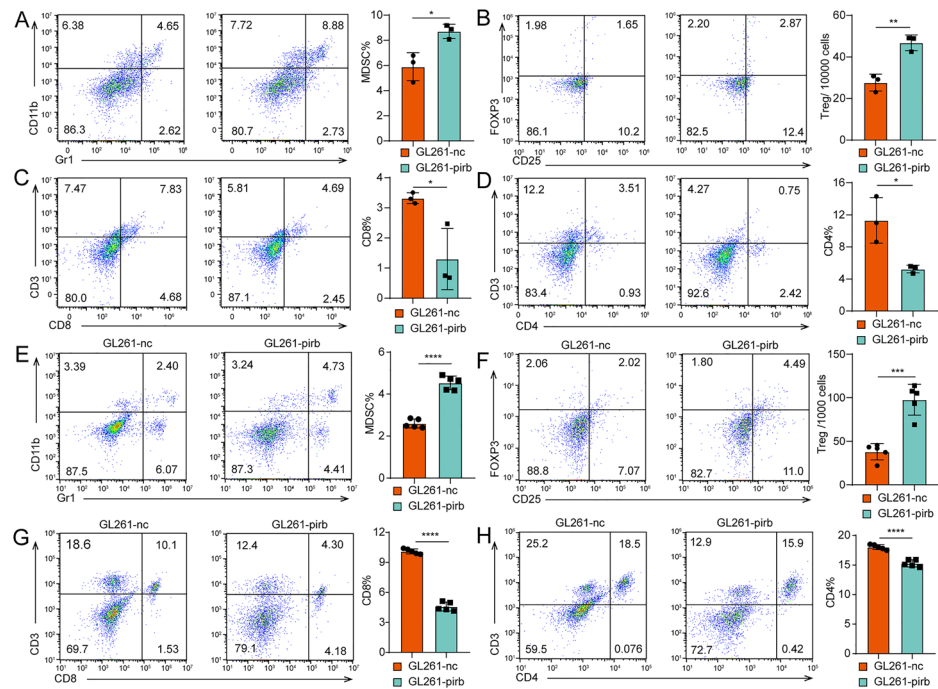 A
6.38 4.65
86.3 2.62
CD11b
Gr1
7.72 8.88
80.7 2.73
MDSC%
*
GL261-nc
GL261-pirb
B
1.98 1.65
86.1 10.2
FOXP3
CD25
2.20 2.87
82.5 12.4
Treg/ 10000 cells
**
GL261-nc
GL261-pirb
C
7.47 7.83
80.0 4.68
CD3
CD8
5.81 4.69
87.1 2.45
CD8%
*
GL261-nc
GL261-pirb
D
12.2 3.51
83.4 0.93
CD3
CD4
4.27 0.75
92.6 2.42
CD4%
*
GL261-nc
GL261-pirb
E
GL261-nc GL261-pirb
3.39 2.40
87.5 6.07
CD11b
Gr1
3.24 4.73
87.3 4.41
MDSC%
****
GL261-nc
GL261-pirb
F
GL261-nc GL261-pirb
2.06 2.02
88.8 7.07
FOXP3
CD25
1.80 4.49
82.7 11.0
Treg /1000 cells
***
GL261-nc
GL261-pirb
G
GL261-nc GL261-pirb
18.6 10.1
69.7 1.53
CD3
CD8
12.4 4.30
79.1 4.18
CD8%
****
GL261-nc
GL261-pirb
H
GL261-nc GL261-pirb
25.2 18.5
59.5 0.076
CD3
CD4
12.9 15.9
72.7 0.42
CD4%
****
GL261-nc
GL261-pirb